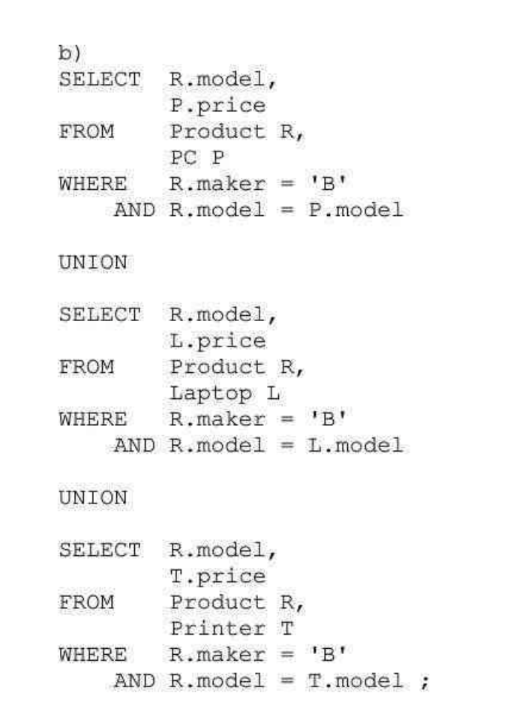 b)
SELECT R.model,
P.price
FROM Product R,
PC P
WHERE R.maker = 'B'
AND R.model = P.model
UNION
SELECT R.model,
L.price
FROM Product R,
Laptop L
WHERE R.maker = 'B'
AND R.model = L.model
UNION
SELECT R.model,
T.price
FROM Product R,
Printer T
WHERE R.maker = 'B'
AND R.model = T.model ;